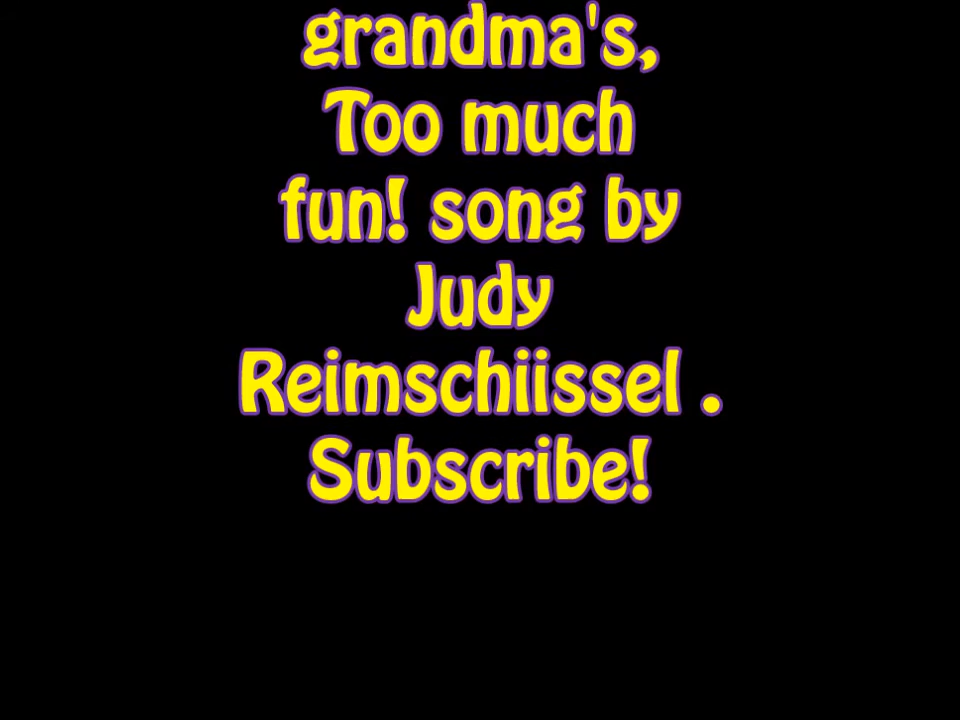 grandma's,
Too much
fun! song by
Judy
Reimschiissel .
Subscribe!